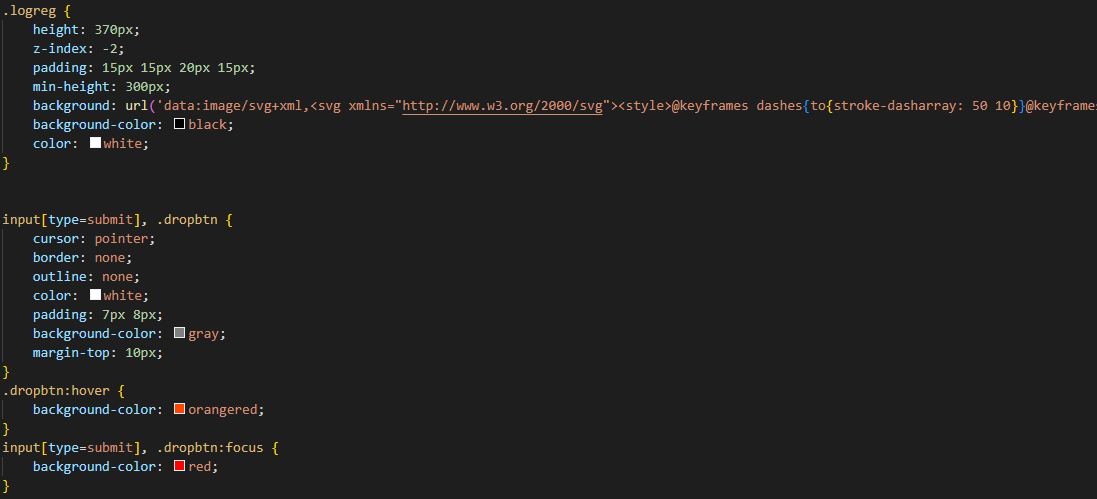 .logreg {
    height: 370px;
    z-index: -2;
    padding: 15px 15px 20px 15px;
    min-height: 300px;
    background: url('data:image/svg+xml,<svg xmlns="http://www.w3.org/2000/svg"><style>@keyframes dashes{to{stroke-dasharray: 50 10}}@keyframes
    background-color: black;
    color: white;
}
input[type=submit], .dropbtn {
    cursor: pointer;
    border: none;
    outline: none;
    color: white;
    padding: 7px 8px;
    background-color: gray;
    margin-top: 10px;
}
.dropbtn:hover {
    background-color: orangered;
}
input[type=submit], .dropbtn:focus {
    background-color: red;
}